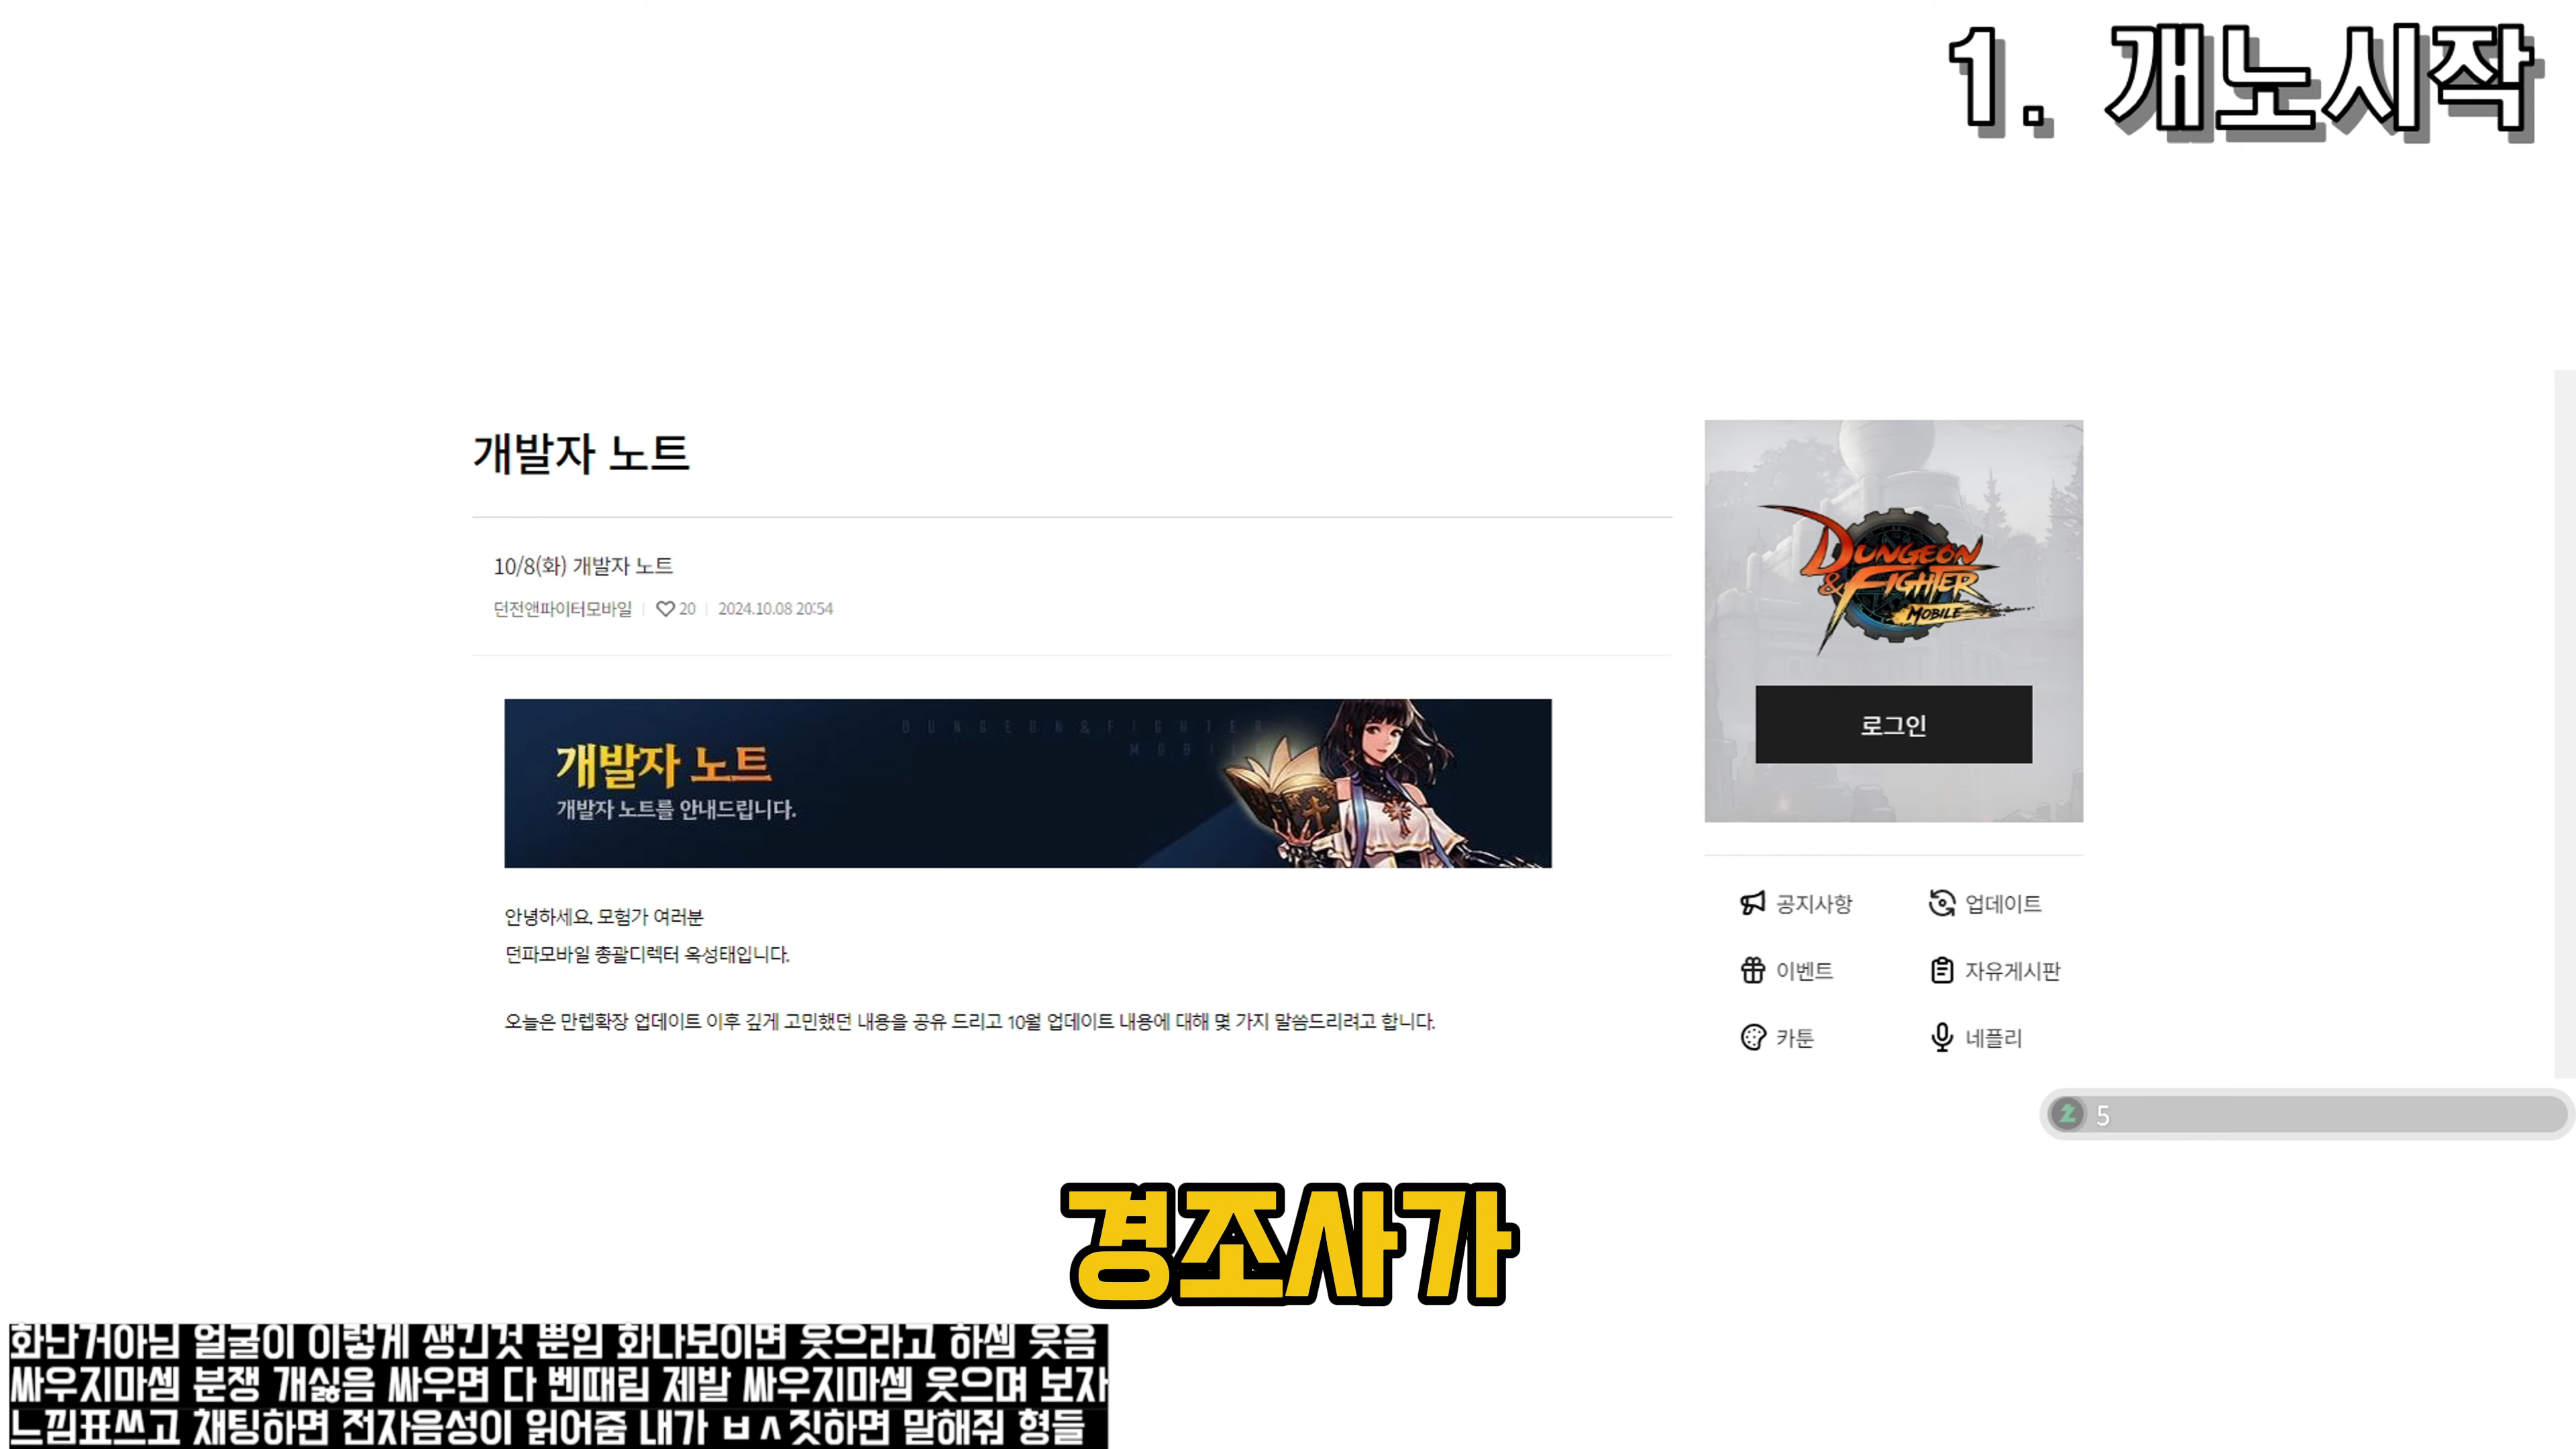 1. 개노시작
개발자 노트
10/8(화) 개발자 노트
던전앤파이터모바일 20 2024.10.08 20:54
DUNGEON&FIGHTER
MOBI
개발자 노트
개발자 노트를 안내드립니다.
안녕하세요. 모험가 여러분
던파모바일 총괄디렉터 옥성태입니다.
오늘은 만렙확장 업데이트 이후 깊게 고민했던 내용을 공유 드리고 10월 업데이트 내용에 대해 몇 가지 말씀드리려고 합니다.
DUNGEON
& FIGHTER
MOBILE
로그인
공지사항 업데이트
이벤트 자유게시판
카툰 네플리
5
경조사가
화난거아님 얼굴이 이렇게 생긴것 뿐임 화나보이면 웃으라고 하셈 웃음
싸우지마셈 분쟁 개싫음 싸우면 다 벤때림 제발 싸우지마셈 웃으며 보자
느낌표쓰고 채팅하면 전자음성이 읽어줌 내가 ㅂㅅ짓하면 말해줘 형들